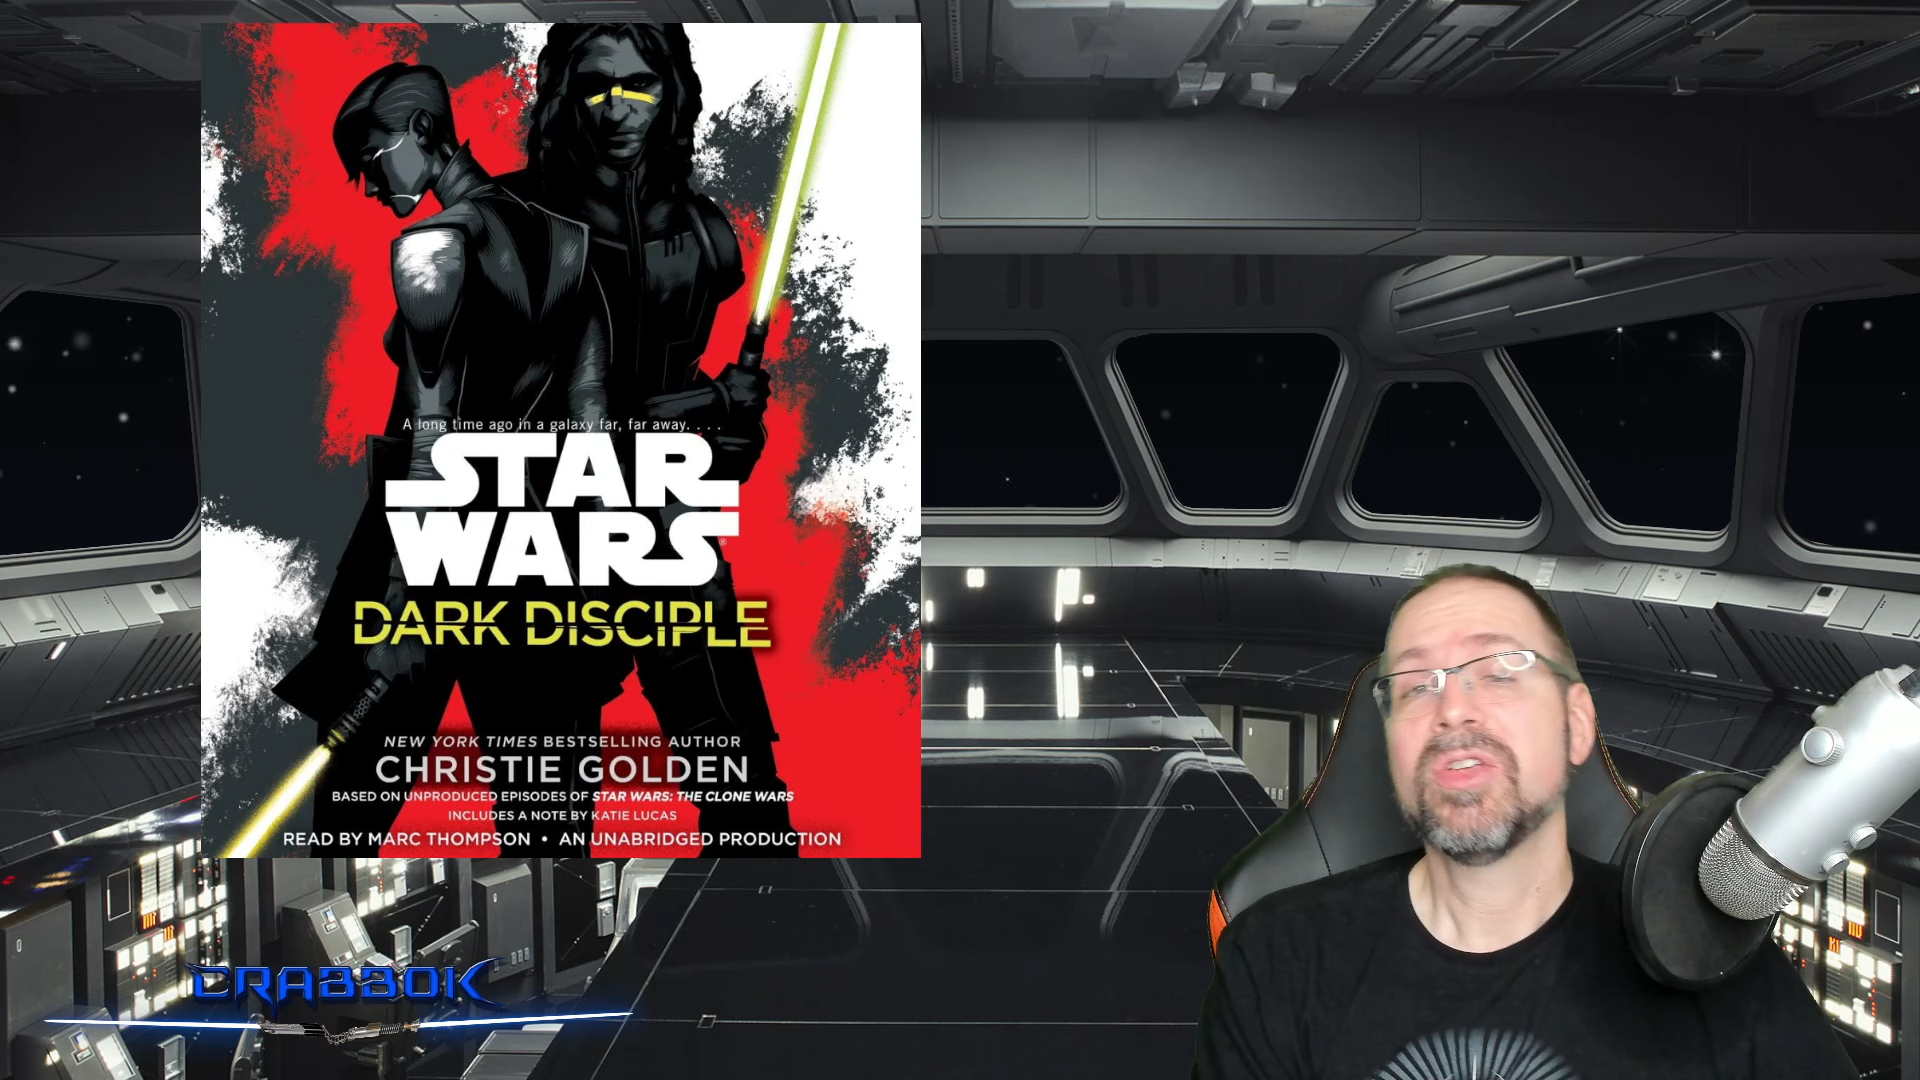 A long time ago in a galaxy far, far away. . . .
STAR
WARS®
DARK DISCIPLE
NEW YORK TIMES BESTSELLING AUTHOR
CHRISTIE GOLDEN
BASED ON UNPRODUCED EPISODES OF STAR WARS: THE CLONE WARS
INCLUDES A NOTE BY KATIE LUCAS
READ BY MARC THOMPSON • AN UNABRIDGED PRODUCTION
CRABBOK